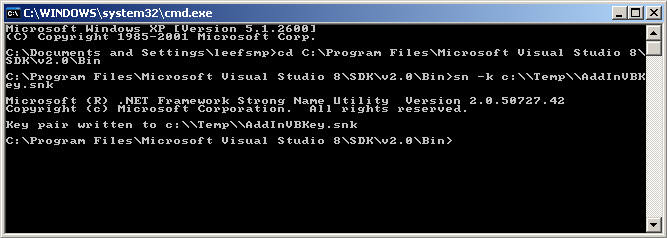 C:\WINDOWS\system32\cmd.exe
Microsoft Windows XP [Version 5.1.2600]
(C) Copyright 1985-2001 Microsoft Corp.
C:\Documents and Settings\leefsmp>cd C:\Program Files\Microsoft Visual Studio 8\
SDK\v2.0\Bin
C:\Program Files\Microsoft Visual Studio 8\SDK\v2.0\Bin>sn -k c:\\Temp\\AddInVBK
ey.snk
Microsoft (R) .NET Framework Strong Name Utility  Version 2.0.50727.42
Copyright (c) Microsoft Corporation.  All rights reserved.
Key pair written to c:\\Temp\\AddInVBKey.snk
C:\Program Files\Microsoft Visual Studio 8\SDK\v2.0\Bin>